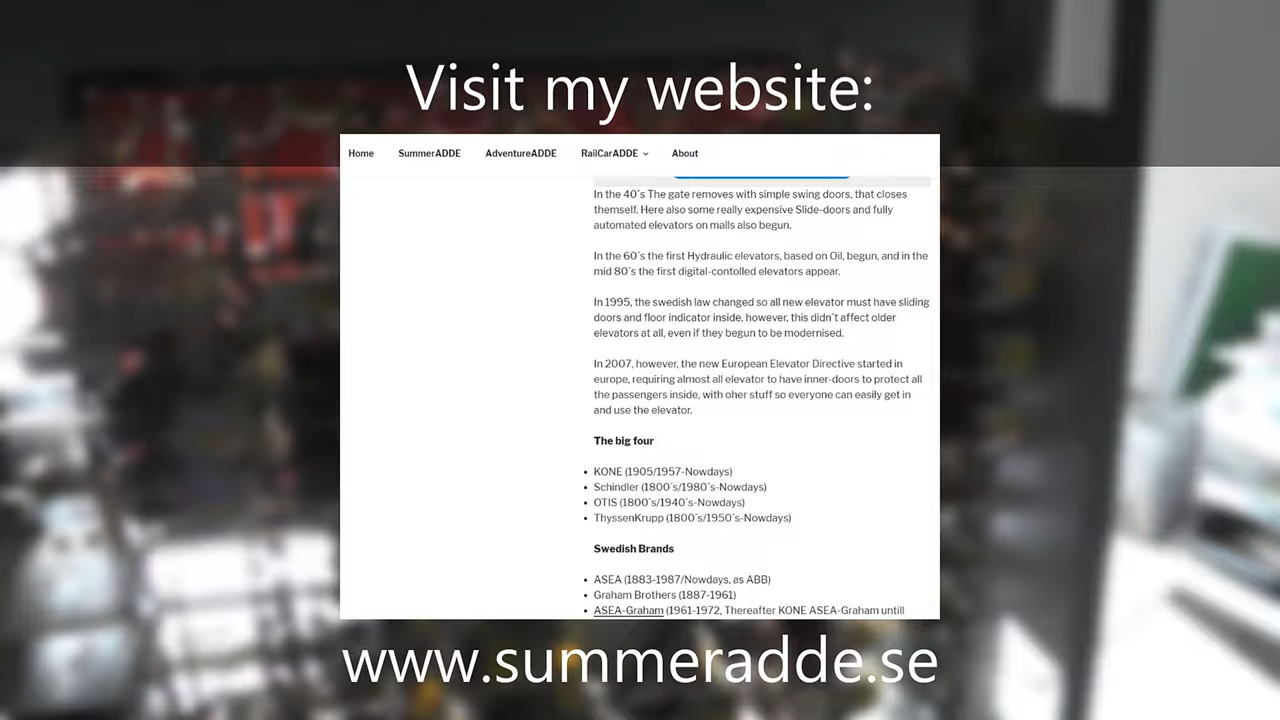 Visit my website:
Home SummerADDE AdventureADDE RailCarADDE About
In the 40´s The gate removes with simple swing doors, that closes
themself. Here also some really expensive Slide-doors and fully
automated elevators on malls also begun.
In the 60´s the first Hydraulic elevators, based on Oil, begun, and in the
mid 80´s the first digital-contolled elevators appear.
In 1995, the swedish law changed so all new elevator must have sliding
doors and floor indicator inside, however, this didn´t affect older
elevators at all, even if they begun to be modernised.
In 2007, however, the new European Elevator Directive started in
europe, requiring almost all elevator to have inner-doors to protect all
the passengers inside, with oher stuff so everyone can easily get in
and use the elevator.
The big four
• KONE (1905/1957-Nowdays)
• Schindler (1800´s/1980´s-Nowdays)
• OTIS (1800´s/1940´s-Nowdays)
• ThyssenKrupp (1800´s/1950´s-Nowdays)
Swedish Brands
• ASEA (1883-1987/Nowdays, as ABB)
• Graham Brothers (1887-1961)
• ASEA-Graham (1961-1972, Thereafter KONE ASEA-Graham untill
www.summeradde.se